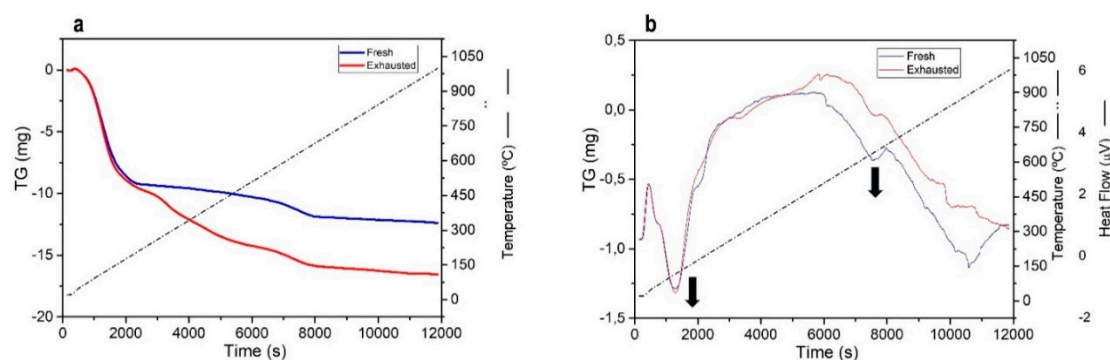 a
Fresh
Exhausted
0
-5
-10
-15
-20
TG (mg)
0 2000 4000 6000 8000 10000 12000
Time (s)
1050
900
750
600
450
300
150
0
Temperature (ºC)
b
Fresh
Exhausted
0,5
0,0
-0,5
-1,0
-1,5
TG (mg)
0 2000 4000 6000 8000 10000 12000
Time (s)
1050
900
750
600
450
300
150
0
Temperature (ºC)
6
4
2
0
-2
Heat Flow (µV)